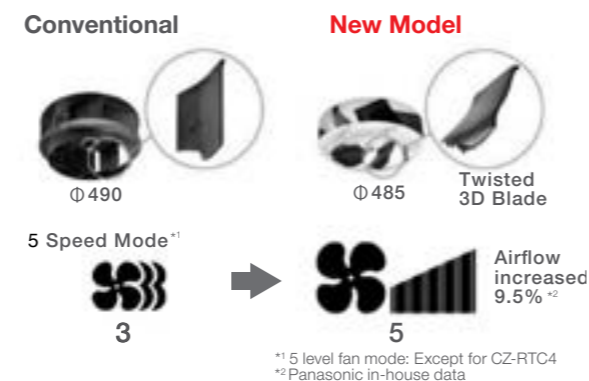 Conventional
New Model
Φ490
Φ485
Twisted
3D Blade
5 Speed Mode*1
3
5
Airflow
increased
9.5% *2
*1 5 level fan mode: Except for CZ-RTC4
*2 Panasonic in-house data